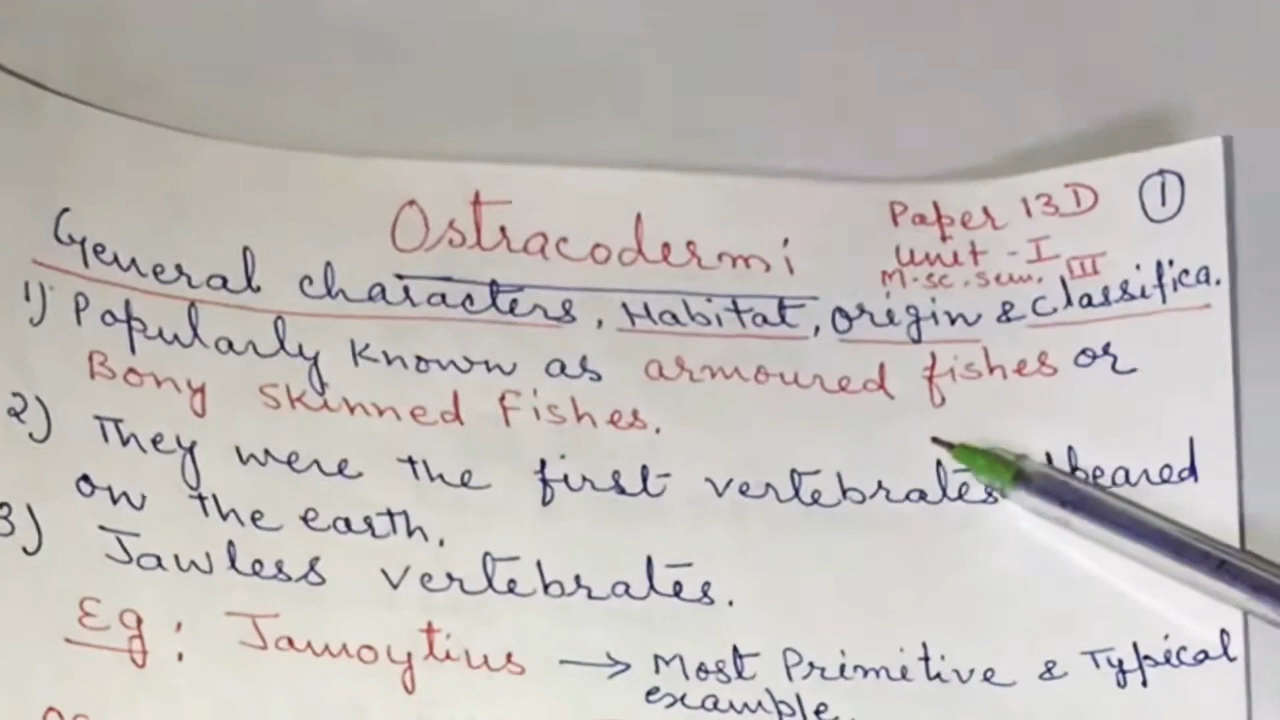 Ostracodermi
Paper 13D
①
Unit - I
M.sc. Sem. III
General characters, Habitat, origin & classifica.
1) Popularly known as armoured fishes or
Bony skinned Fishes.
2) They were the first vertebrates
on the earth.
3) Jawless vertebrates.
Eg: Jamoytius → Most Primitive & Typical
example.